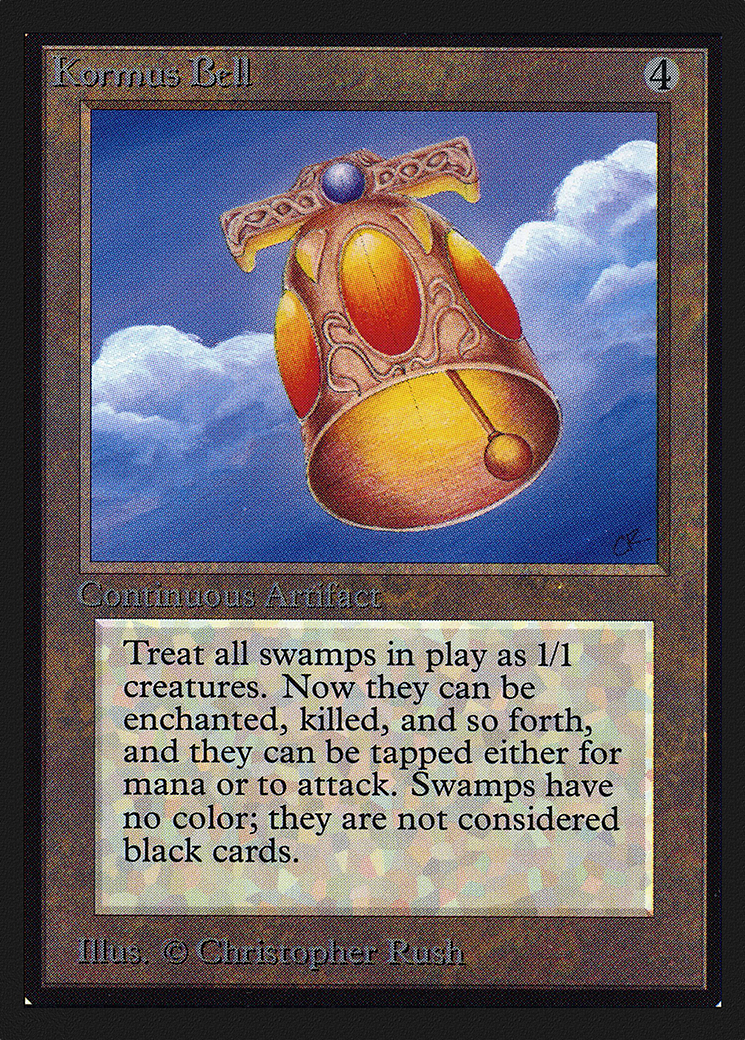 Kormus Bell
4
CR
Continuous Artifact
Treat all swamps in play as 1/1
creatures. Now they can be
enchanted, killed, and so forth,
and they can be tapped either for
mana or to attack. Swamps have
no color; they are not considered
black cards.
Illus. © Christopher Rush